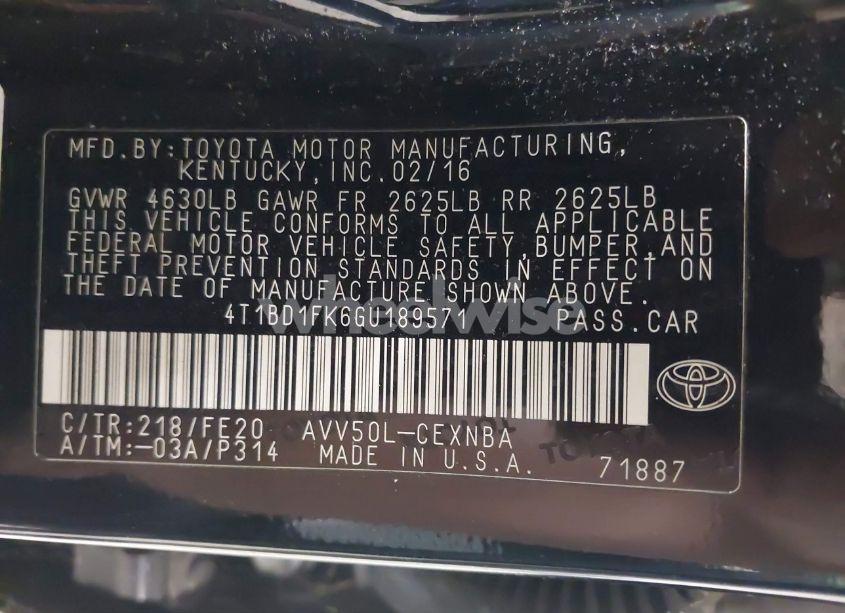 MFD.BY:TOYOTA MOTOR MANUFACTURING,
KENTUCKY,INC.02/16
GVWR 4630LB GAWR FR 2625LB RR 2625LB
THIS VEHICLE CONFORMS TO ALL APPLICABLE
FEDERAL MOTOR VEHICLE SAFETY,BUMPER,AND
THEFT PREVENTION STANDARDS IN EFFECT ON
THE DATE OF MANUFACTURE SHOWN ABOVE.
4T1BD1FK6GU189571 PASS.CAR
wheelwise
C/TR:218/FE20 AVV50L-CEXNBA
A/TM:-03A/P314 MADE IN U.S.A. 71887